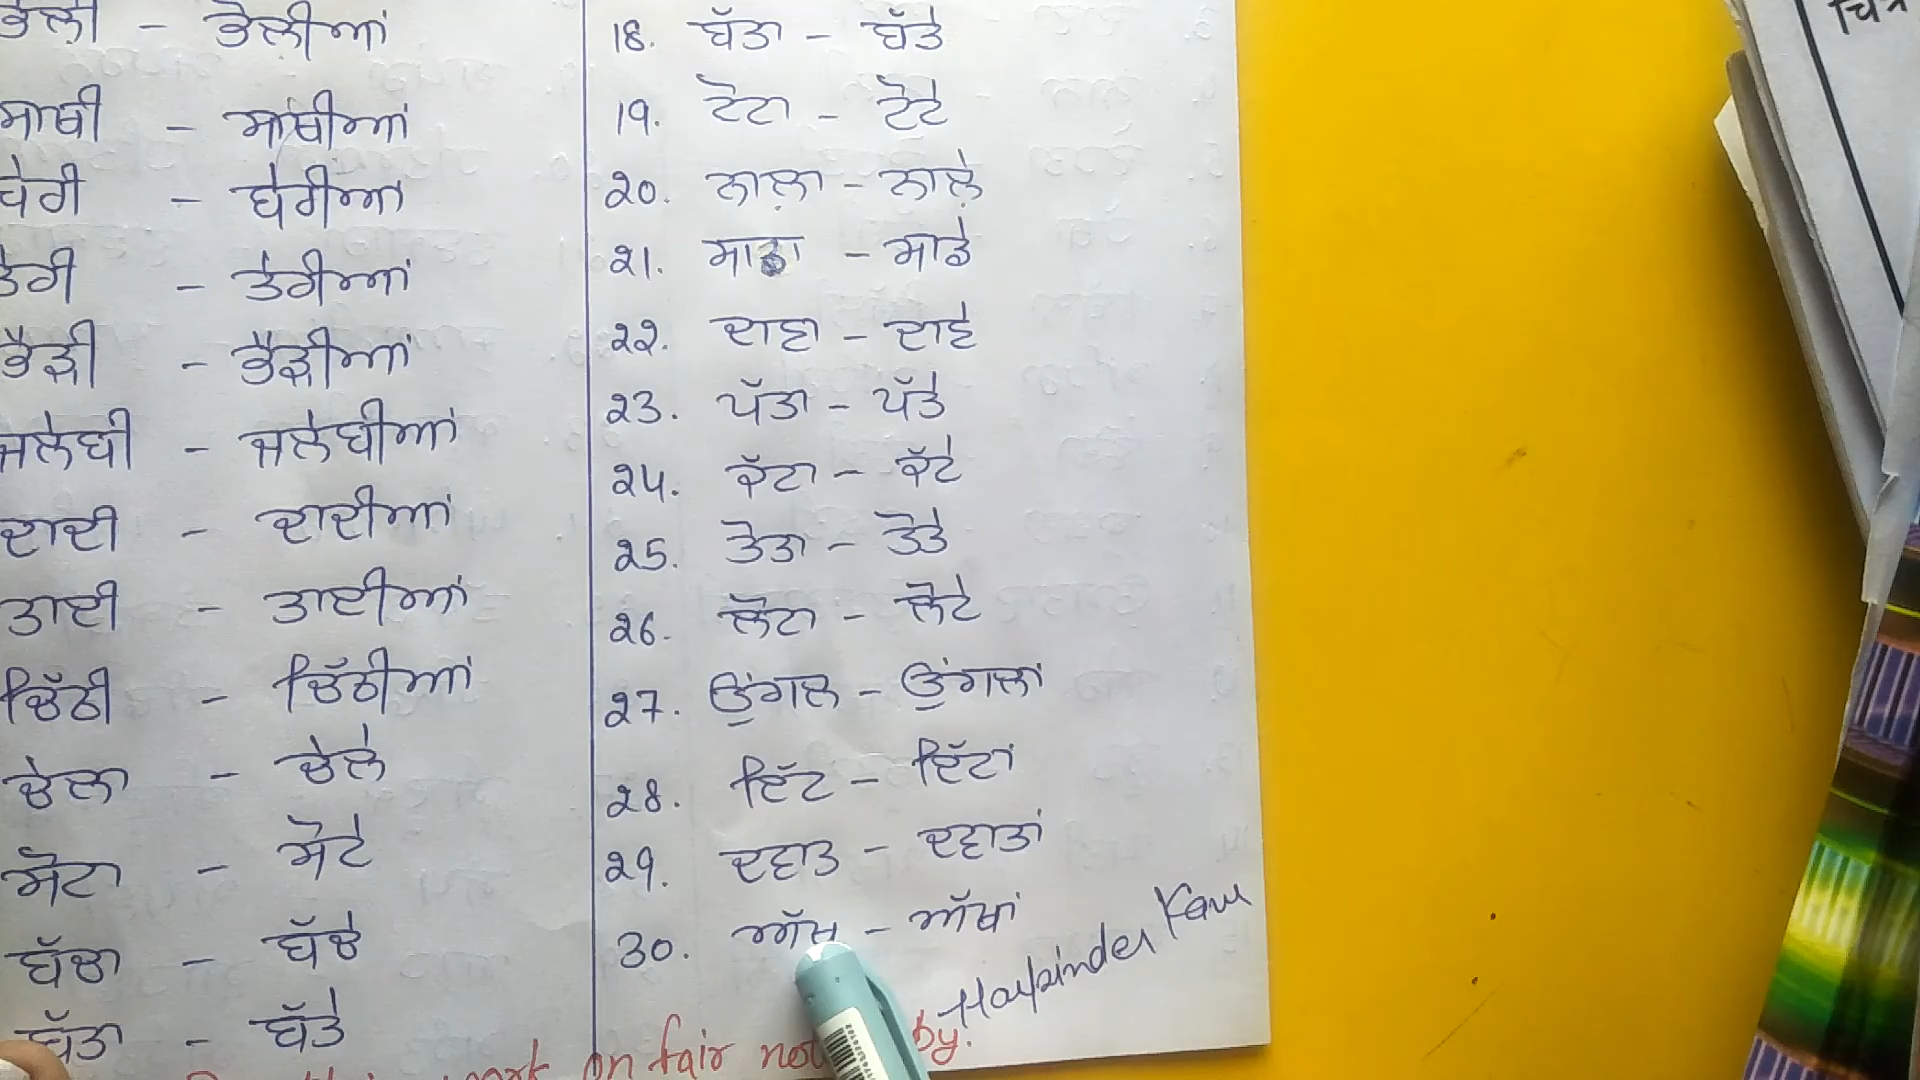 ਭੇਲੀ - ਭੇਲੀਆਂ
ਸਾਥੀ - ਸਾਥੀਆਂ
ਢੇਰੀ - ਢੇਰੀਆਂ
ਜਲੇਬੀ - ਜਲੇਬੀਆਂ
ਦਾਦੀ - ਦਾਦੀਆਂ
ਤਾਈ - ਤਾਈਆਂ
ਚਿੱਠੀ - ਚਿੱਠੀਆਂ
ਚੇਲਾ - ਚੇਲੇ
ਸੋਟਾ - ਸੋਟੇ
ਬੱਚਾ - ਬੱਚੇ
ਬੱਤਾ - ਬੱਤੇ
18. ਬੱਤਾ - ਬੱਤੇ
19. ਟੋਟਾ - ਟੋਟੇ
20. ਨਾਲ਼ਾ - ਨਾਲ਼ੇ
21. ਸਾਡਾ - ਸਾਡੇ
22. ਦਾਣਾ - ਦਾਣੇ
23. ਪੱਤਾ - ਪੱਤੇ
24. ਕੱਟਾ - ਕੱਟੇ
25. ਤੋਤਾ - ਤੋਤੇ
26. ਲੋਟਾ - ਲੋਟੇ
27. ਉਂਗਲ - ਉਂਗਲਾਂ
28. ਇੱਟ - ਇੱਟਾਂ
29. ਦਵਾਤ - ਦਵਾਤਾਂ
30. ਅੱਖ - ਅੱਖਾਂ
work on fair by. Harpinder Kaur